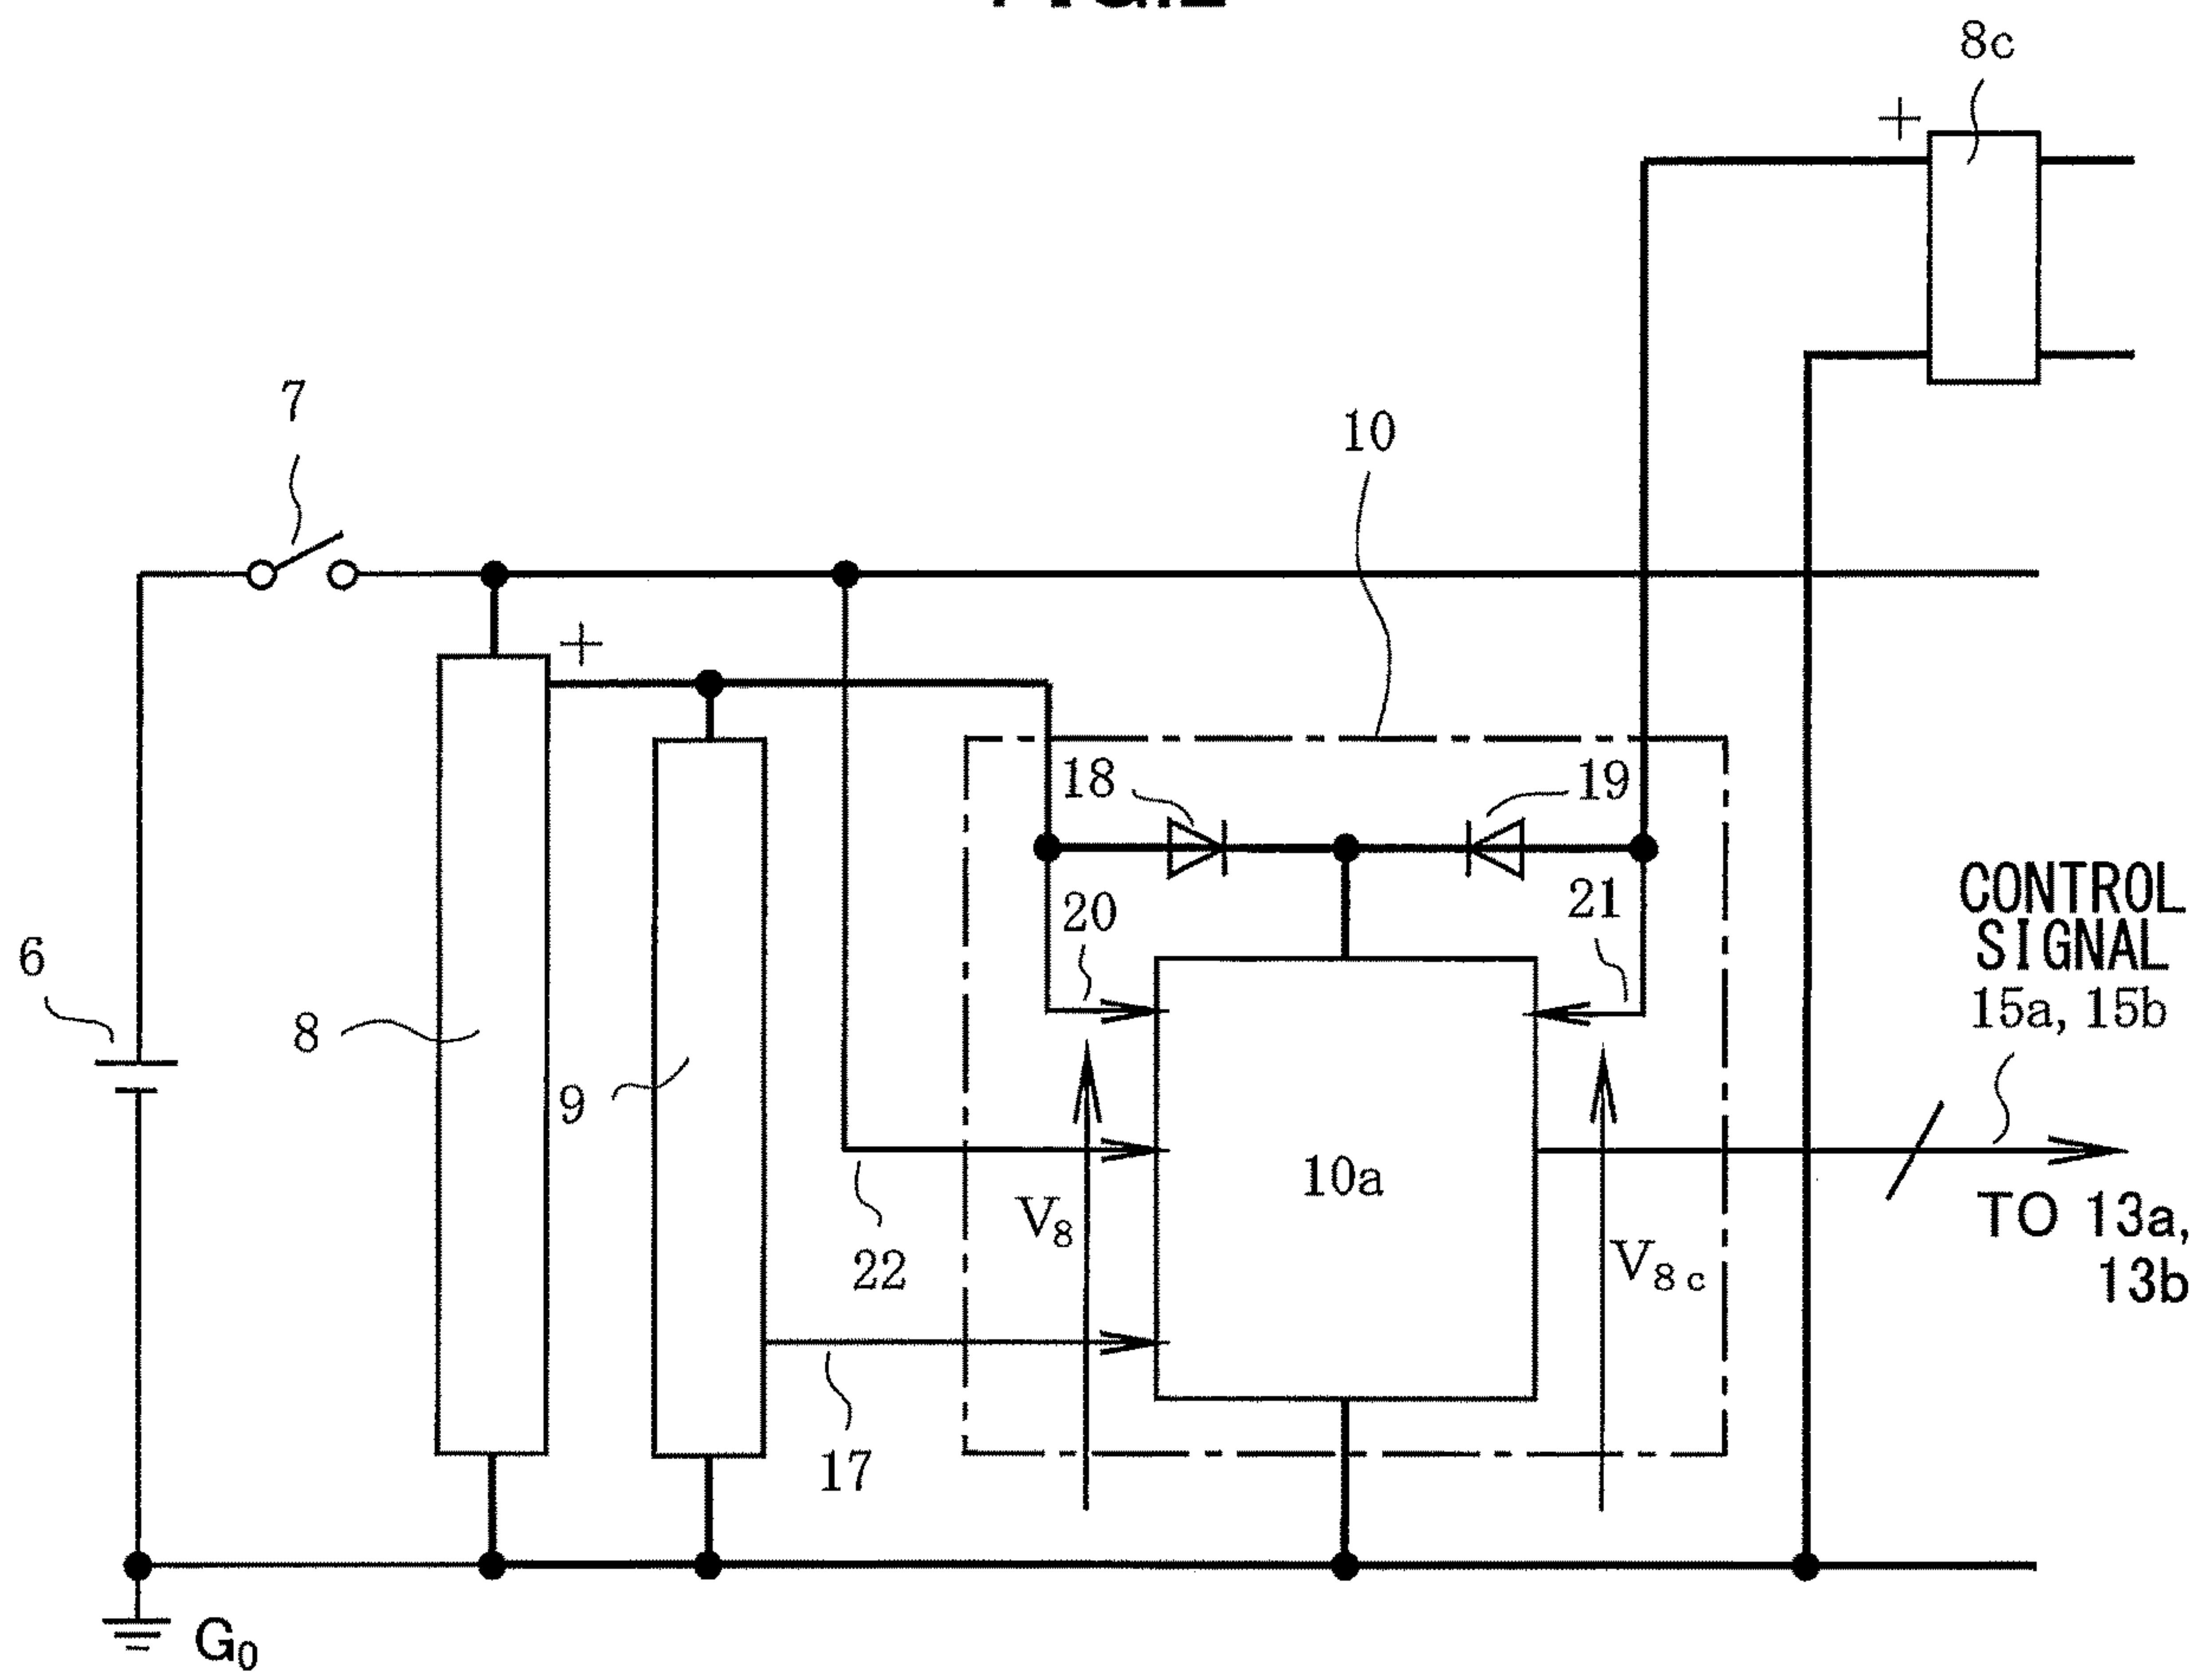 8c
+
7
10
+
18
19
20
21
CONTROL
SIGNAL
15a, 15b
6
8
9
10a
V8
V8c
22
TO 13a,
13b
17
G0